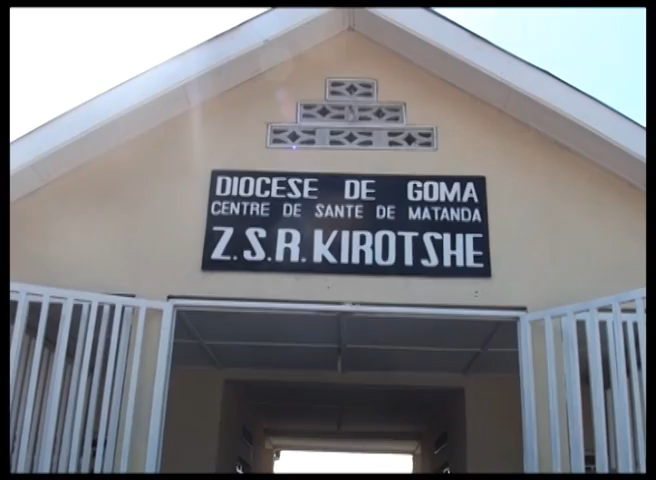 DIOCESE DE GOMA
CENTRE DE SANTE DE MATANDA
Z.S.R. KIROTSHE